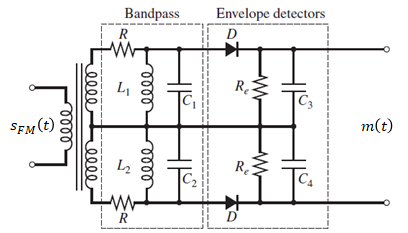 Bandpass Envelope detectors
R D
L1 C1 Re C3
sFM(t) m(t)
L2 C2 Re C4
R D